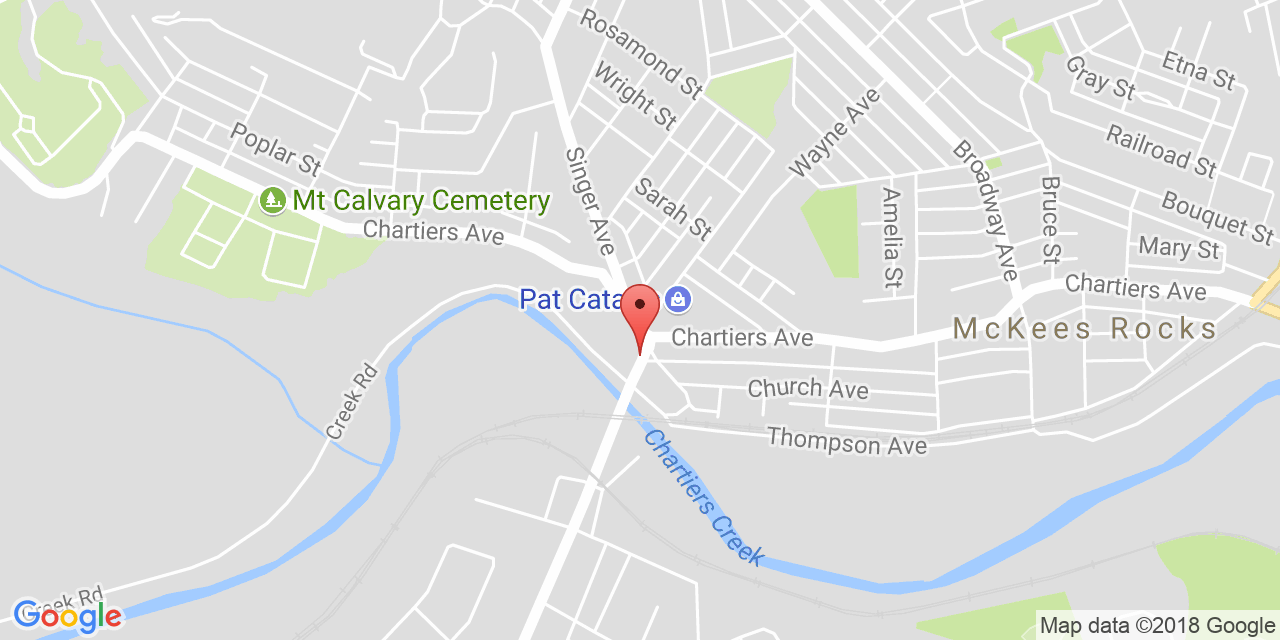 Rosamond St
Wright St
Etna St
Gray St
Railroad St
Wayne Ave
Poplar St
Broadway Ave
Singer Ave
Mt Calvary Cemetery
Sarah St
Bruce St
Amelia St
Bouquet St
Chartiers Ave
Mary St
Chartiers Ave
Pat Cata
McKees Rocks
Chartiers Ave
Church Ave
Creek Rd
Thompson Ave
Chartiers Creek
Creek Rd
Google
Map data ©2018 Google